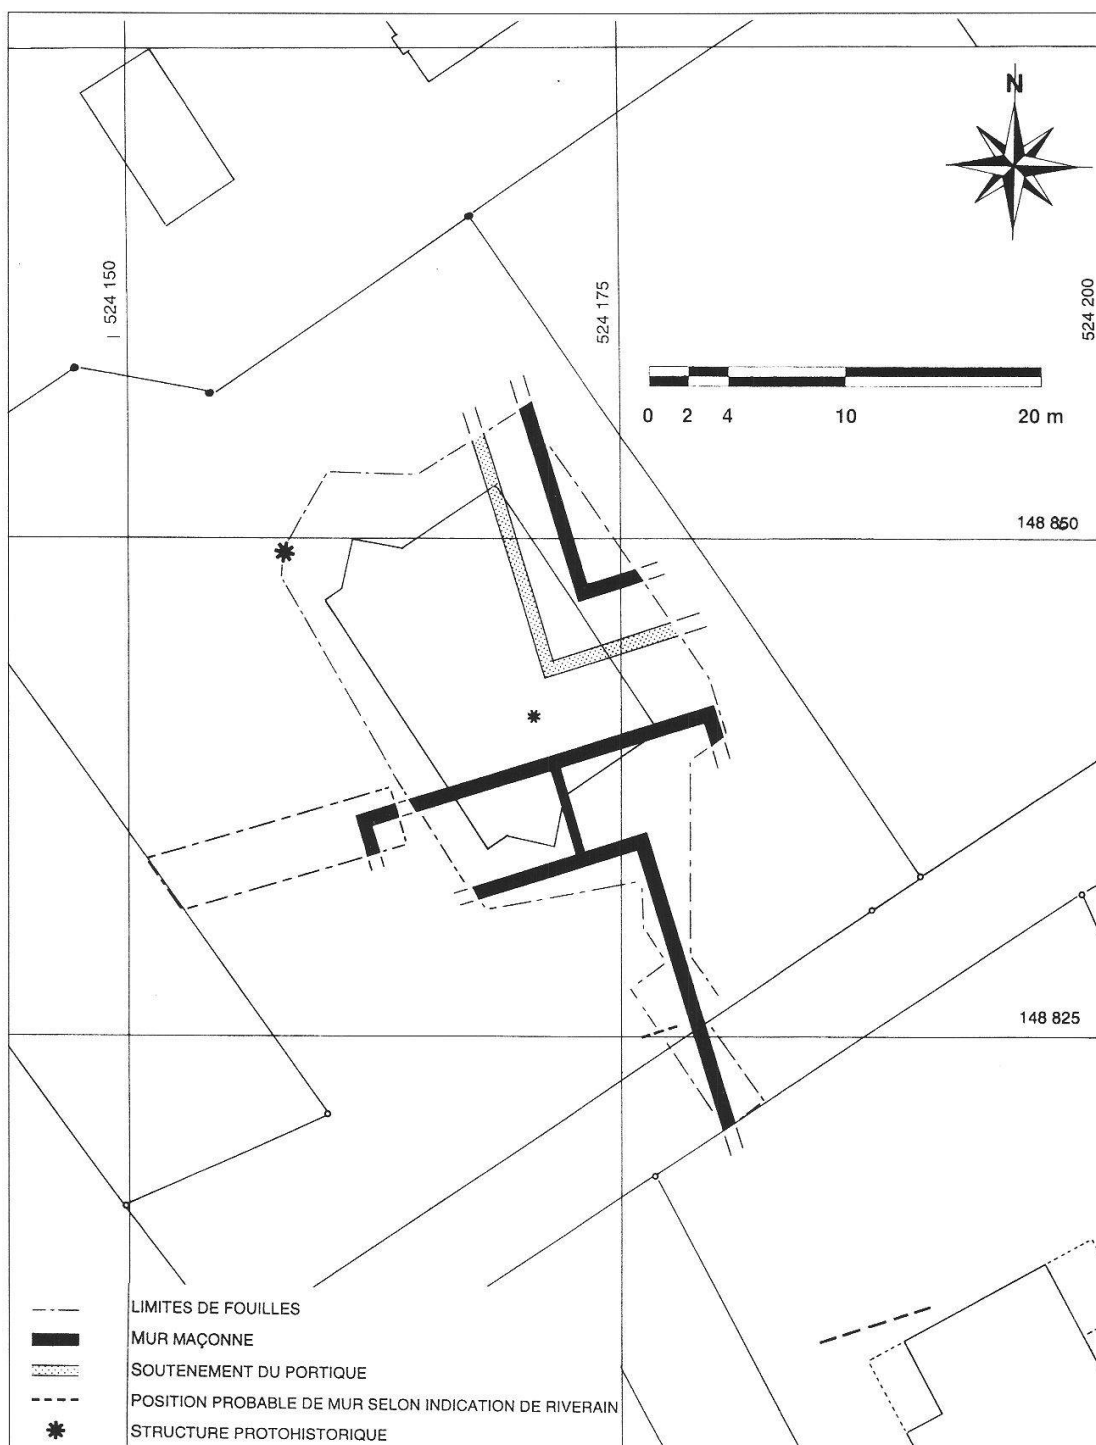 N
524 150
524 175
524 200
0 2 4 10 20 m
148 850
148 825
LIMITES DE FOUILLES
MUR MAÇONNE
SOUTENEMENT DU PORTIQUE
POSITION PROBABLE DE MUR SELON INDICATION DE RIVERAIN
STRUCTURE PROTOHISTORIQUE